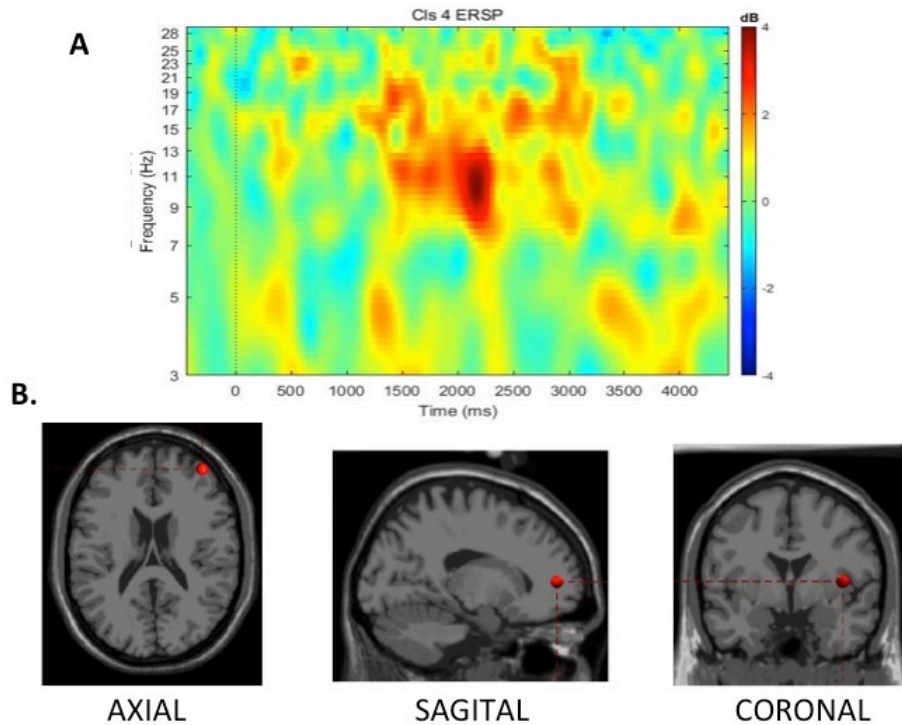 Cls 4 ERSP
A
dB
Frequency (Hz)
28
25
23
21
19
17
15
13
11
9
7
5
3
4
2
0
-2
-4
0 500 1000 1500 2000 2500 3000 3500 4000
Time (ms)
B.
AXIAL SAGITAL CORONAL